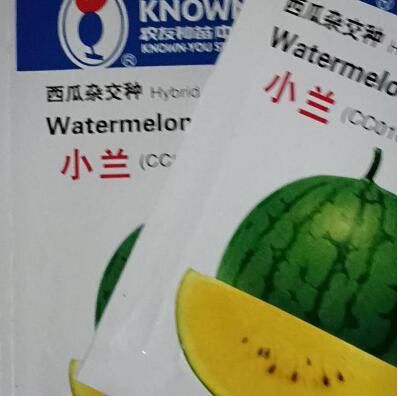 KNOWN
农友种苗中
KNOWN-YOU
西瓜杂交种 Hybrid
Watermelon
小兰 (CC
西瓜杂交种
Watermelo
小兰 (CC01